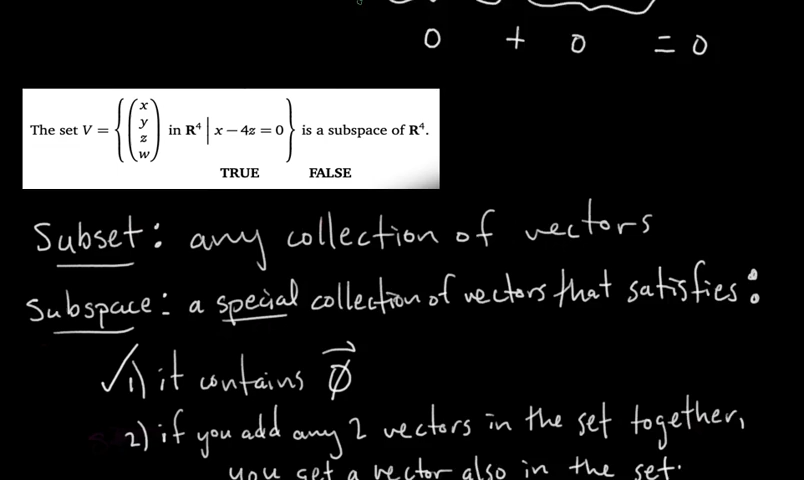 0 + 0 = 0
The set V = { (x y z w) in R⁴ | x − 4z = 0 } is a subspace of R⁴.
TRUE FALSE
Subset: any collection of vectors
Subspace: a special collection of vectors that satisfies:
✓1) it contains 0⃗
2) if you add any 2 vectors in the set together,
you get a vector also in the set.